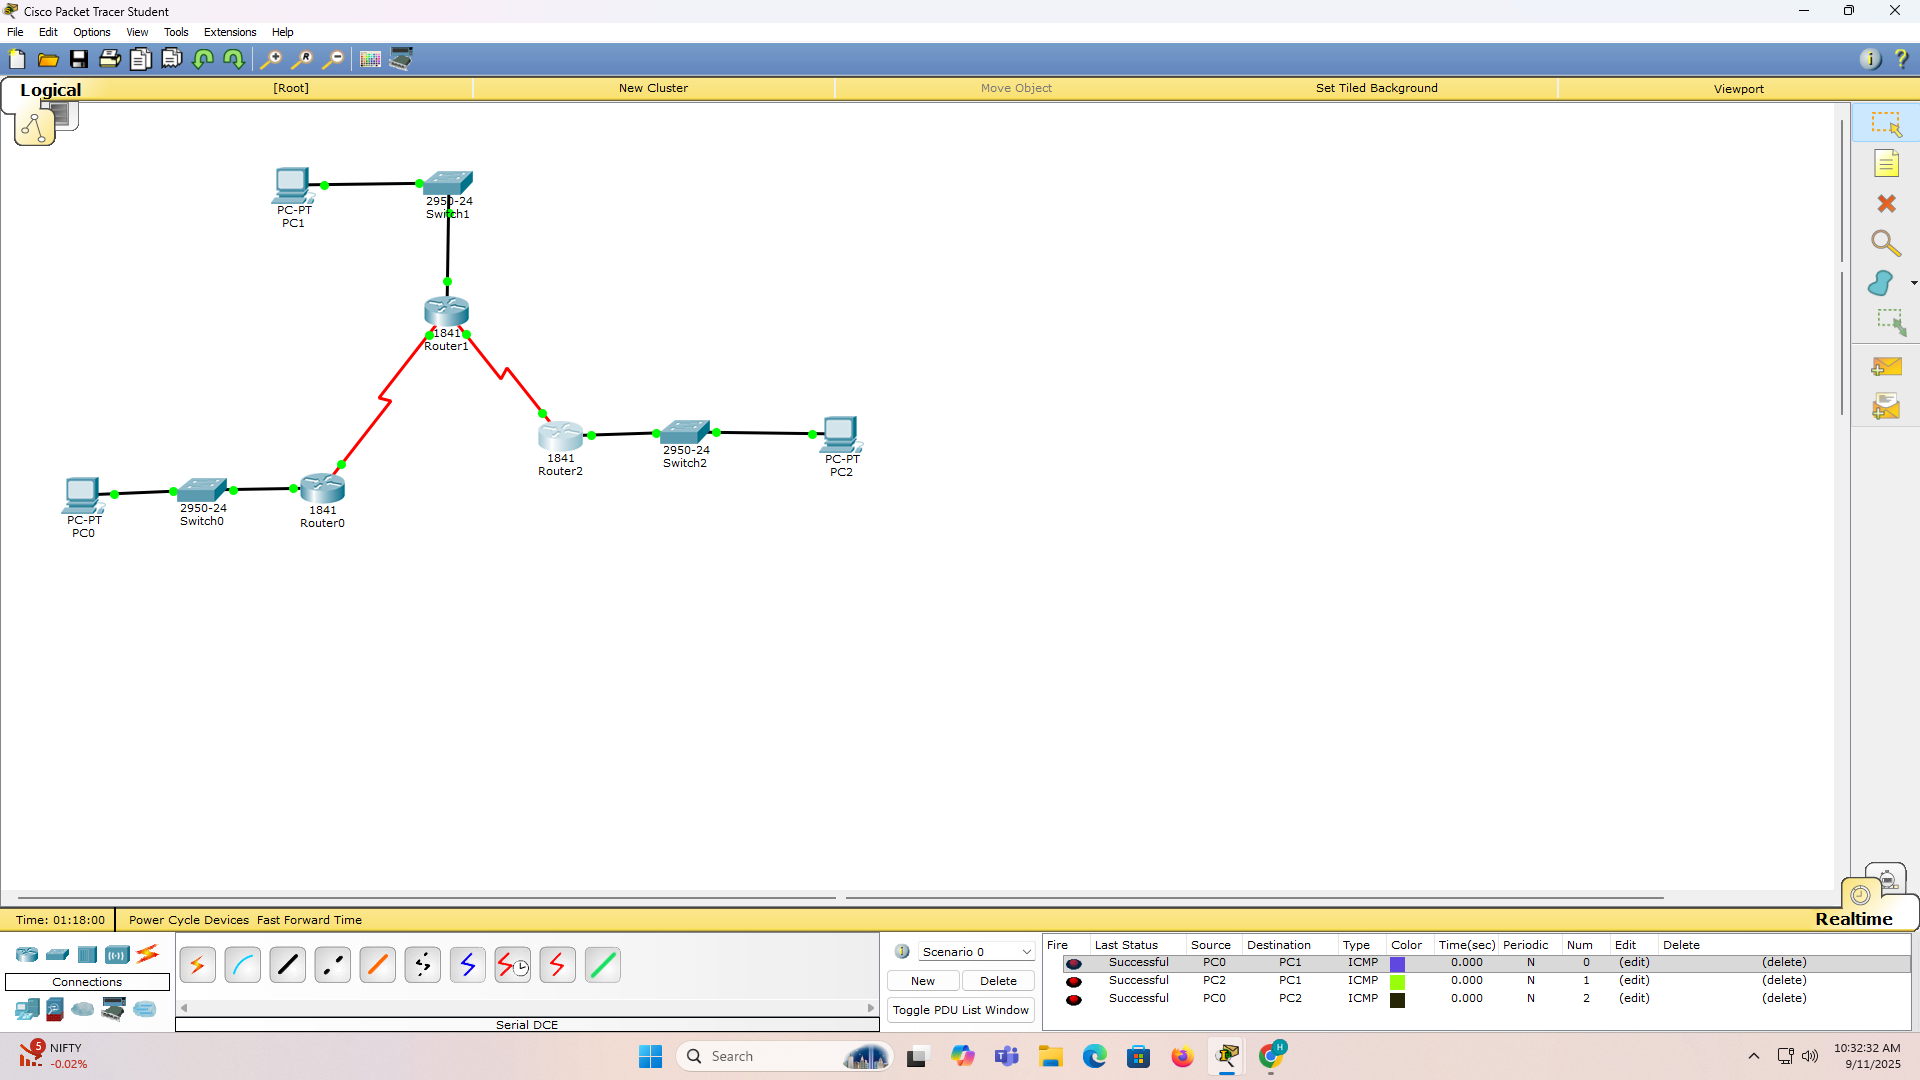 Cisco Packet Tracer Student
File Edit Options View Tools Extensions Help
Logical [Root] New Cluster Move Object Set Tiled Background Viewport
PC-PT
PC1
2950-24
Switch1
1841
Router1
1841
Router2
2950-24
Switch2
PC-PT
PC2
PC-PT
PC0
2950-24
Switch0
1841
Router0
Time: 01:18:00 Power Cycle Devices Fast Forward Time Realtime
Connections
Serial DCE
Scenario 0
New Delete
Toggle PDU List Window
Fire Last Status Source Destination Type Color Time(sec) Periodic Num Edit Delete
Successful PC0 PC1 ICMP 0.000 N 0 (edit) (delete)
Successful PC2 PC1 ICMP 0.000 N 1 (edit) (delete)
Successful PC0 PC2 ICMP 0.000 N 2 (edit) (delete)
5 NIFTY
-0.02%
Search
H
10:32:32 AM
9/11/2025